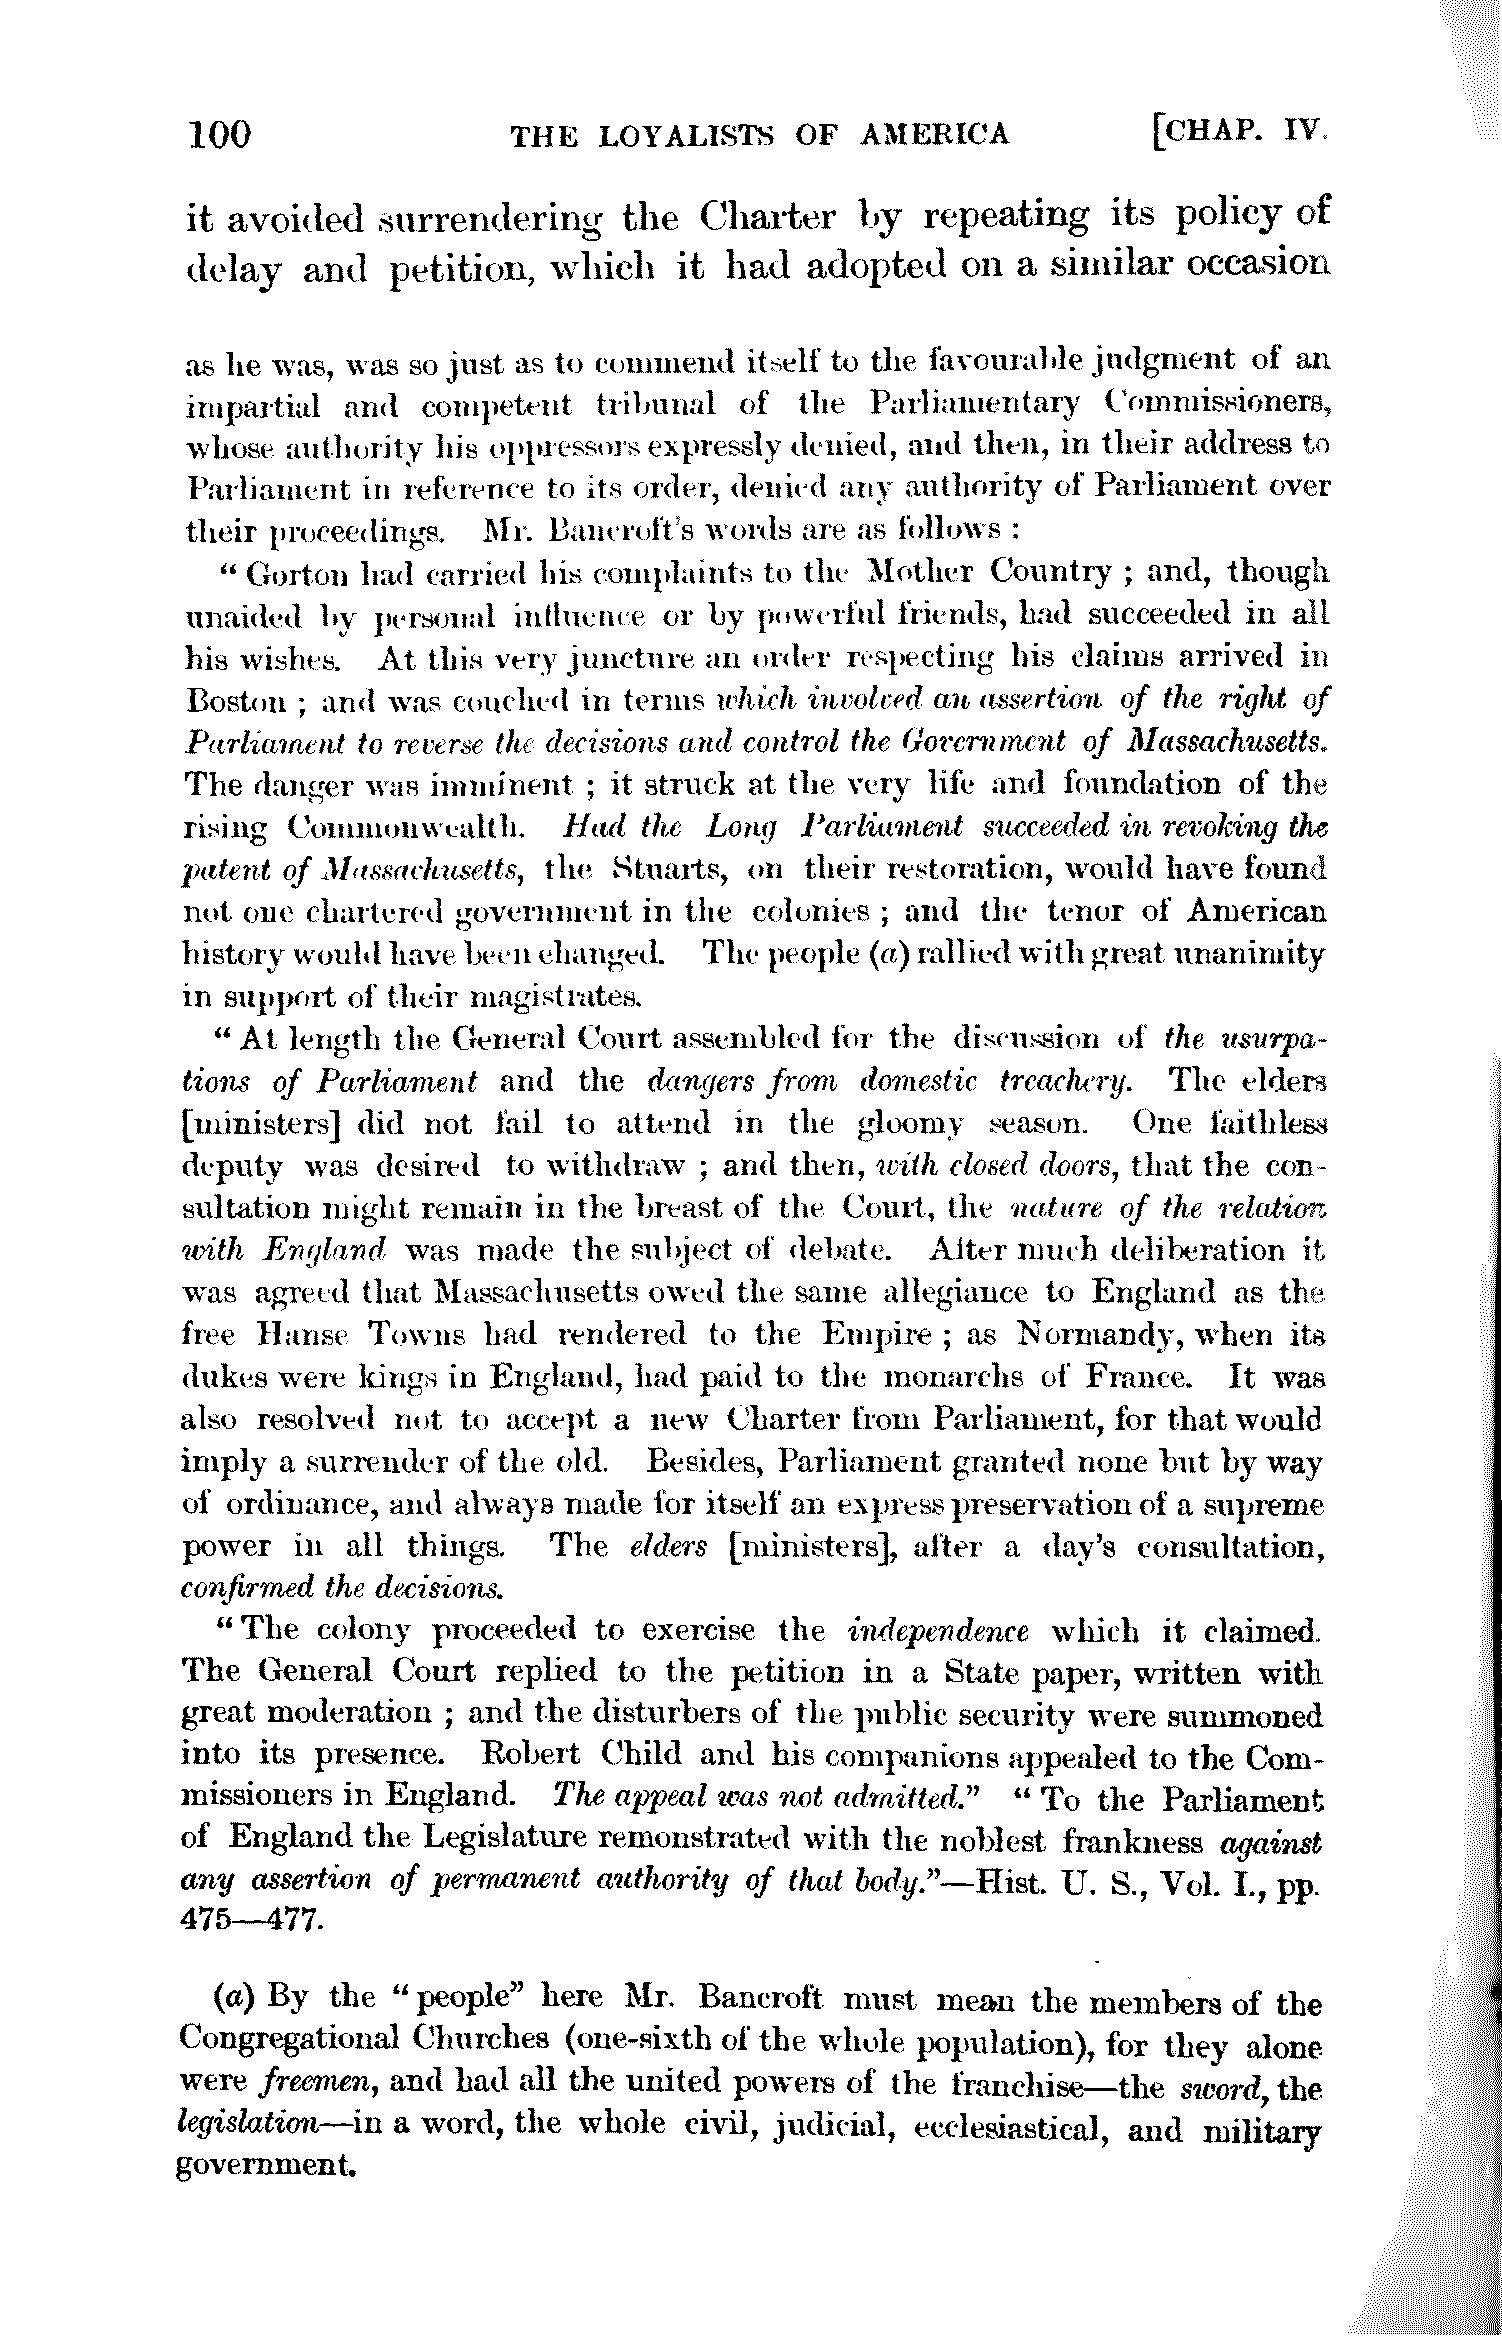 100 THE LOYALISTS OF AMERICA [CHAP. IV.
it avoided surrendering the Charter by repeating its policy of
delay and petition, which it had adopted on a similar occasion
as he was, was so just as to commend itself to the favourable judgment of an
impartial and competent tribunal of the Parliamentary Commissioners,
whose authority his oppressors expressly denied, and then, in their address to
Parliament in reference to its order, denied any authority of Parliament over
their proceedings. Mr. Bancroft's words are as follows :
“ Gorton had carried his complaints to the Mother Country ; and, though
unaided by personal influence or by powerful friends, had succeeded in all
his wishes. At this very juncture an order respecting his claims arrived in
Boston ; and was couched in terms which involved an assertion of the right of
Parliament to reverse the decisions and control the Government of Massachusetts.
The danger was imminent ; it struck at the very life and foundation of the
rising Commonwealth. Had the Long Parliament succeeded in revoking the
patent of Massachusetts, the Stuarts, on their restoration, would have found
not one chartered government in the colonies ; and the tenor of American
history would have been changed. The people (a) rallied with great unanimity
in support of their magistrates.
“ At length the General Court assembled for the discussion of the usurpa-
tions of Parliament and the dangers from domestic treachery. The elders
[ministers] did not fail to attend in the gloomy season. One faithless
deputy was desired to withdraw ; and then, with closed doors, that the con-
sultation might remain in the breast of the Court, the nature of the relation
with England was made the subject of debate. After much deliberation it
was agreed that Massachusetts owed the same allegiance to England as the
free Hanse Towns had rendered to the Empire ; as Normandy, when its
dukes were kings in England, had paid to the monarchs of France. It was
also resolved not to accept a new Charter from Parliament, for that would
imply a surrender of the old. Besides, Parliament granted none but by way
of ordinance, and always made for itself an express preservation of a supreme
power in all things. The elders [ministers], after a day's consultation,
confirmed the decisions.
“ The colony proceeded to exercise the independence which it claimed.
The General Court replied to the petition in a State paper, written with
great moderation ; and the disturbers of the public security were summoned
into its presence. Robert Child and his companions appealed to the Com-
missioners in England. The appeal was not admitted.” “ To the Parliament
of England the Legislature remonstrated with the noblest frankness against
any assertion of permanent authority of that body.”—Hist. U. S., Vol. I., pp.
475—477.
(a) By the “ people” here Mr. Bancroft must mean the members of the
Congregational Churches (one-sixth of the whole population), for they alone
were freemen, and had all the united powers of the franchise—the sword, the
legislation—in a word, the whole civil, judicial, ecclesiastical, and military
government.